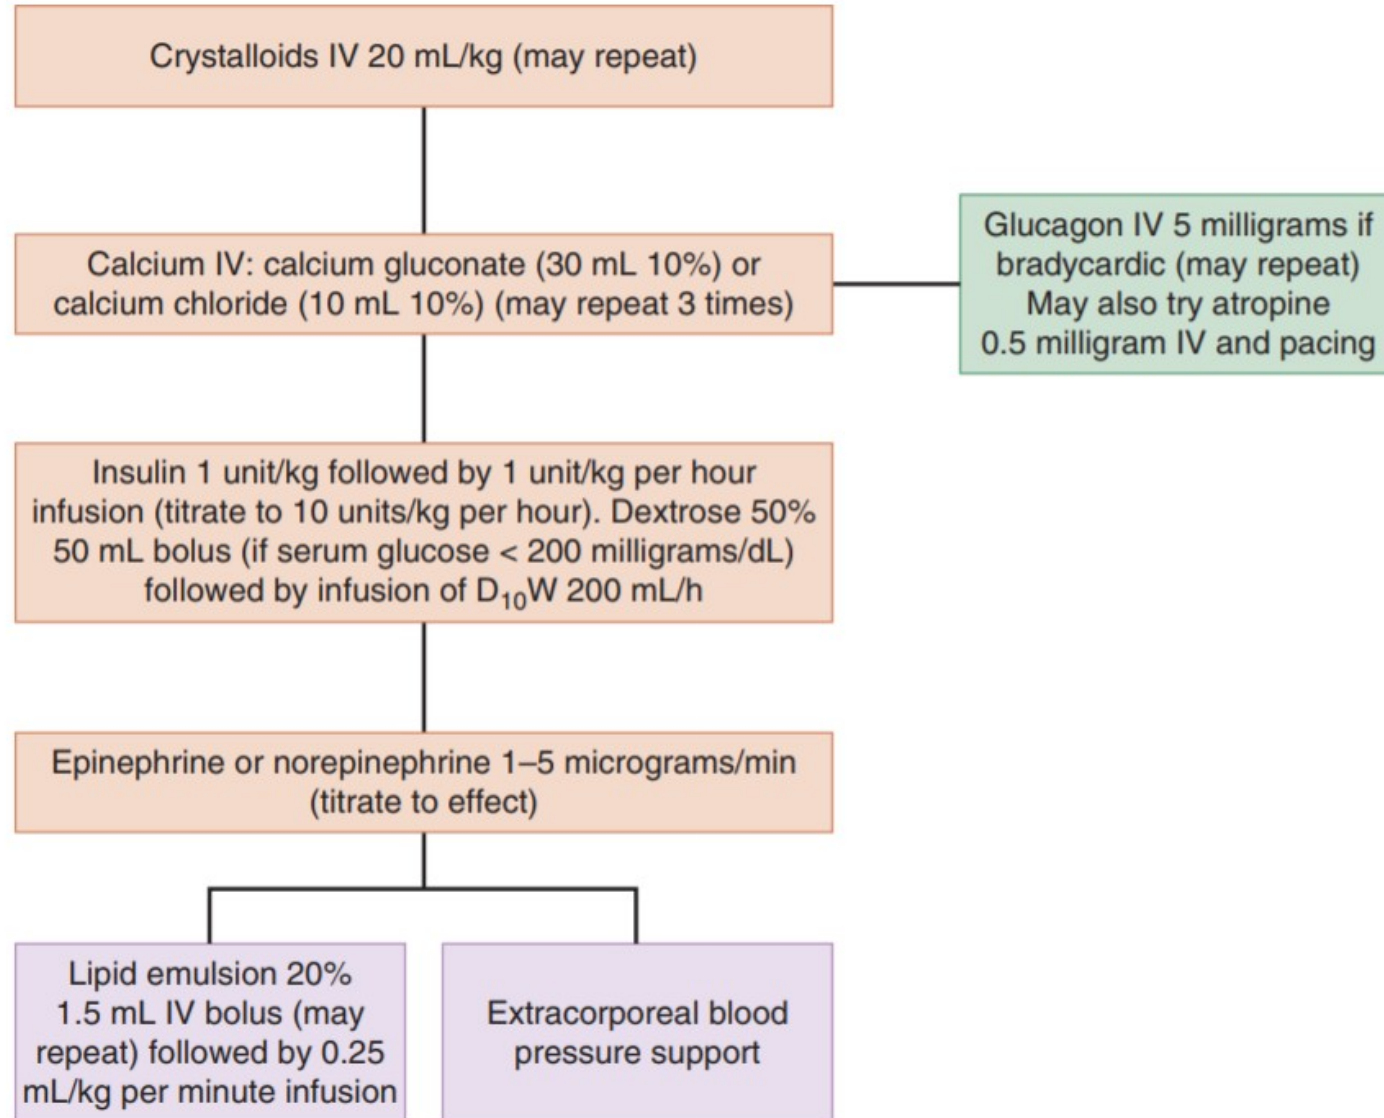 Crystalloids IV 20 mL/kg (may repeat)
Calcium IV: calcium gluconate (30 mL 10%) or
calcium chloride (10 mL 10%) (may repeat 3 times)
Glucagon IV 5 milligrams if
bradycardic (may repeat)
May also try atropine
0.5 milligram IV and pacing
Insulin 1 unit/kg followed by 1 unit/kg per hour
infusion (titrate to 10 units/kg per hour). Dextrose 50%
50 mL bolus (if serum glucose < 200 milligrams/dL)
followed by infusion of D₁₀W 200 mL/h
Epinephrine or norepinephrine 1–5 micrograms/min
(titrate to effect)
Lipid emulsion 20%
1.5 mL IV bolus (may
repeat) followed by 0.25
mL/kg per minute infusion
Extracorporeal blood
pressure support